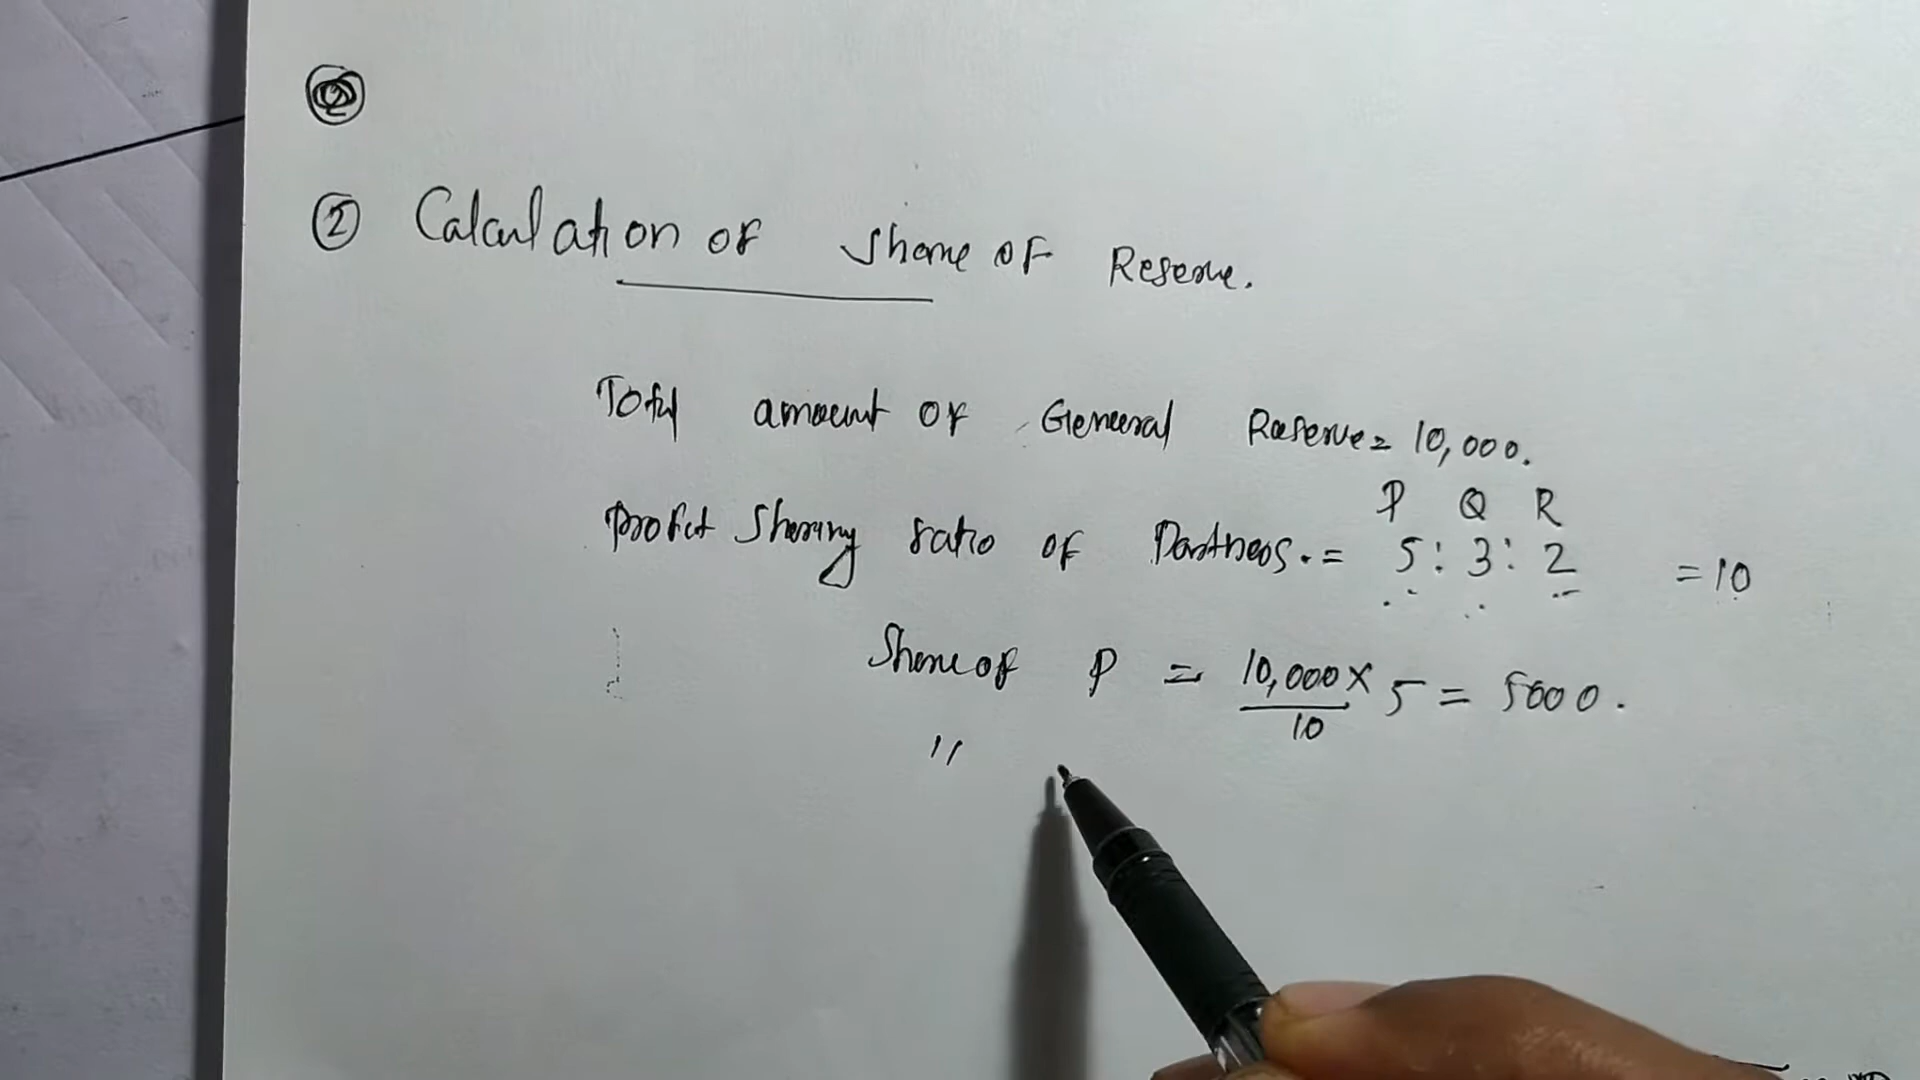 ② Calculation of Share of Reserve.
Total amount of General Reserve = 10,000.
P Q R
Profit Sharing ratio of Partners. = 5 : 3 : 2 = 10
Share of P = 10,000 × 5 = 5000.
10
"